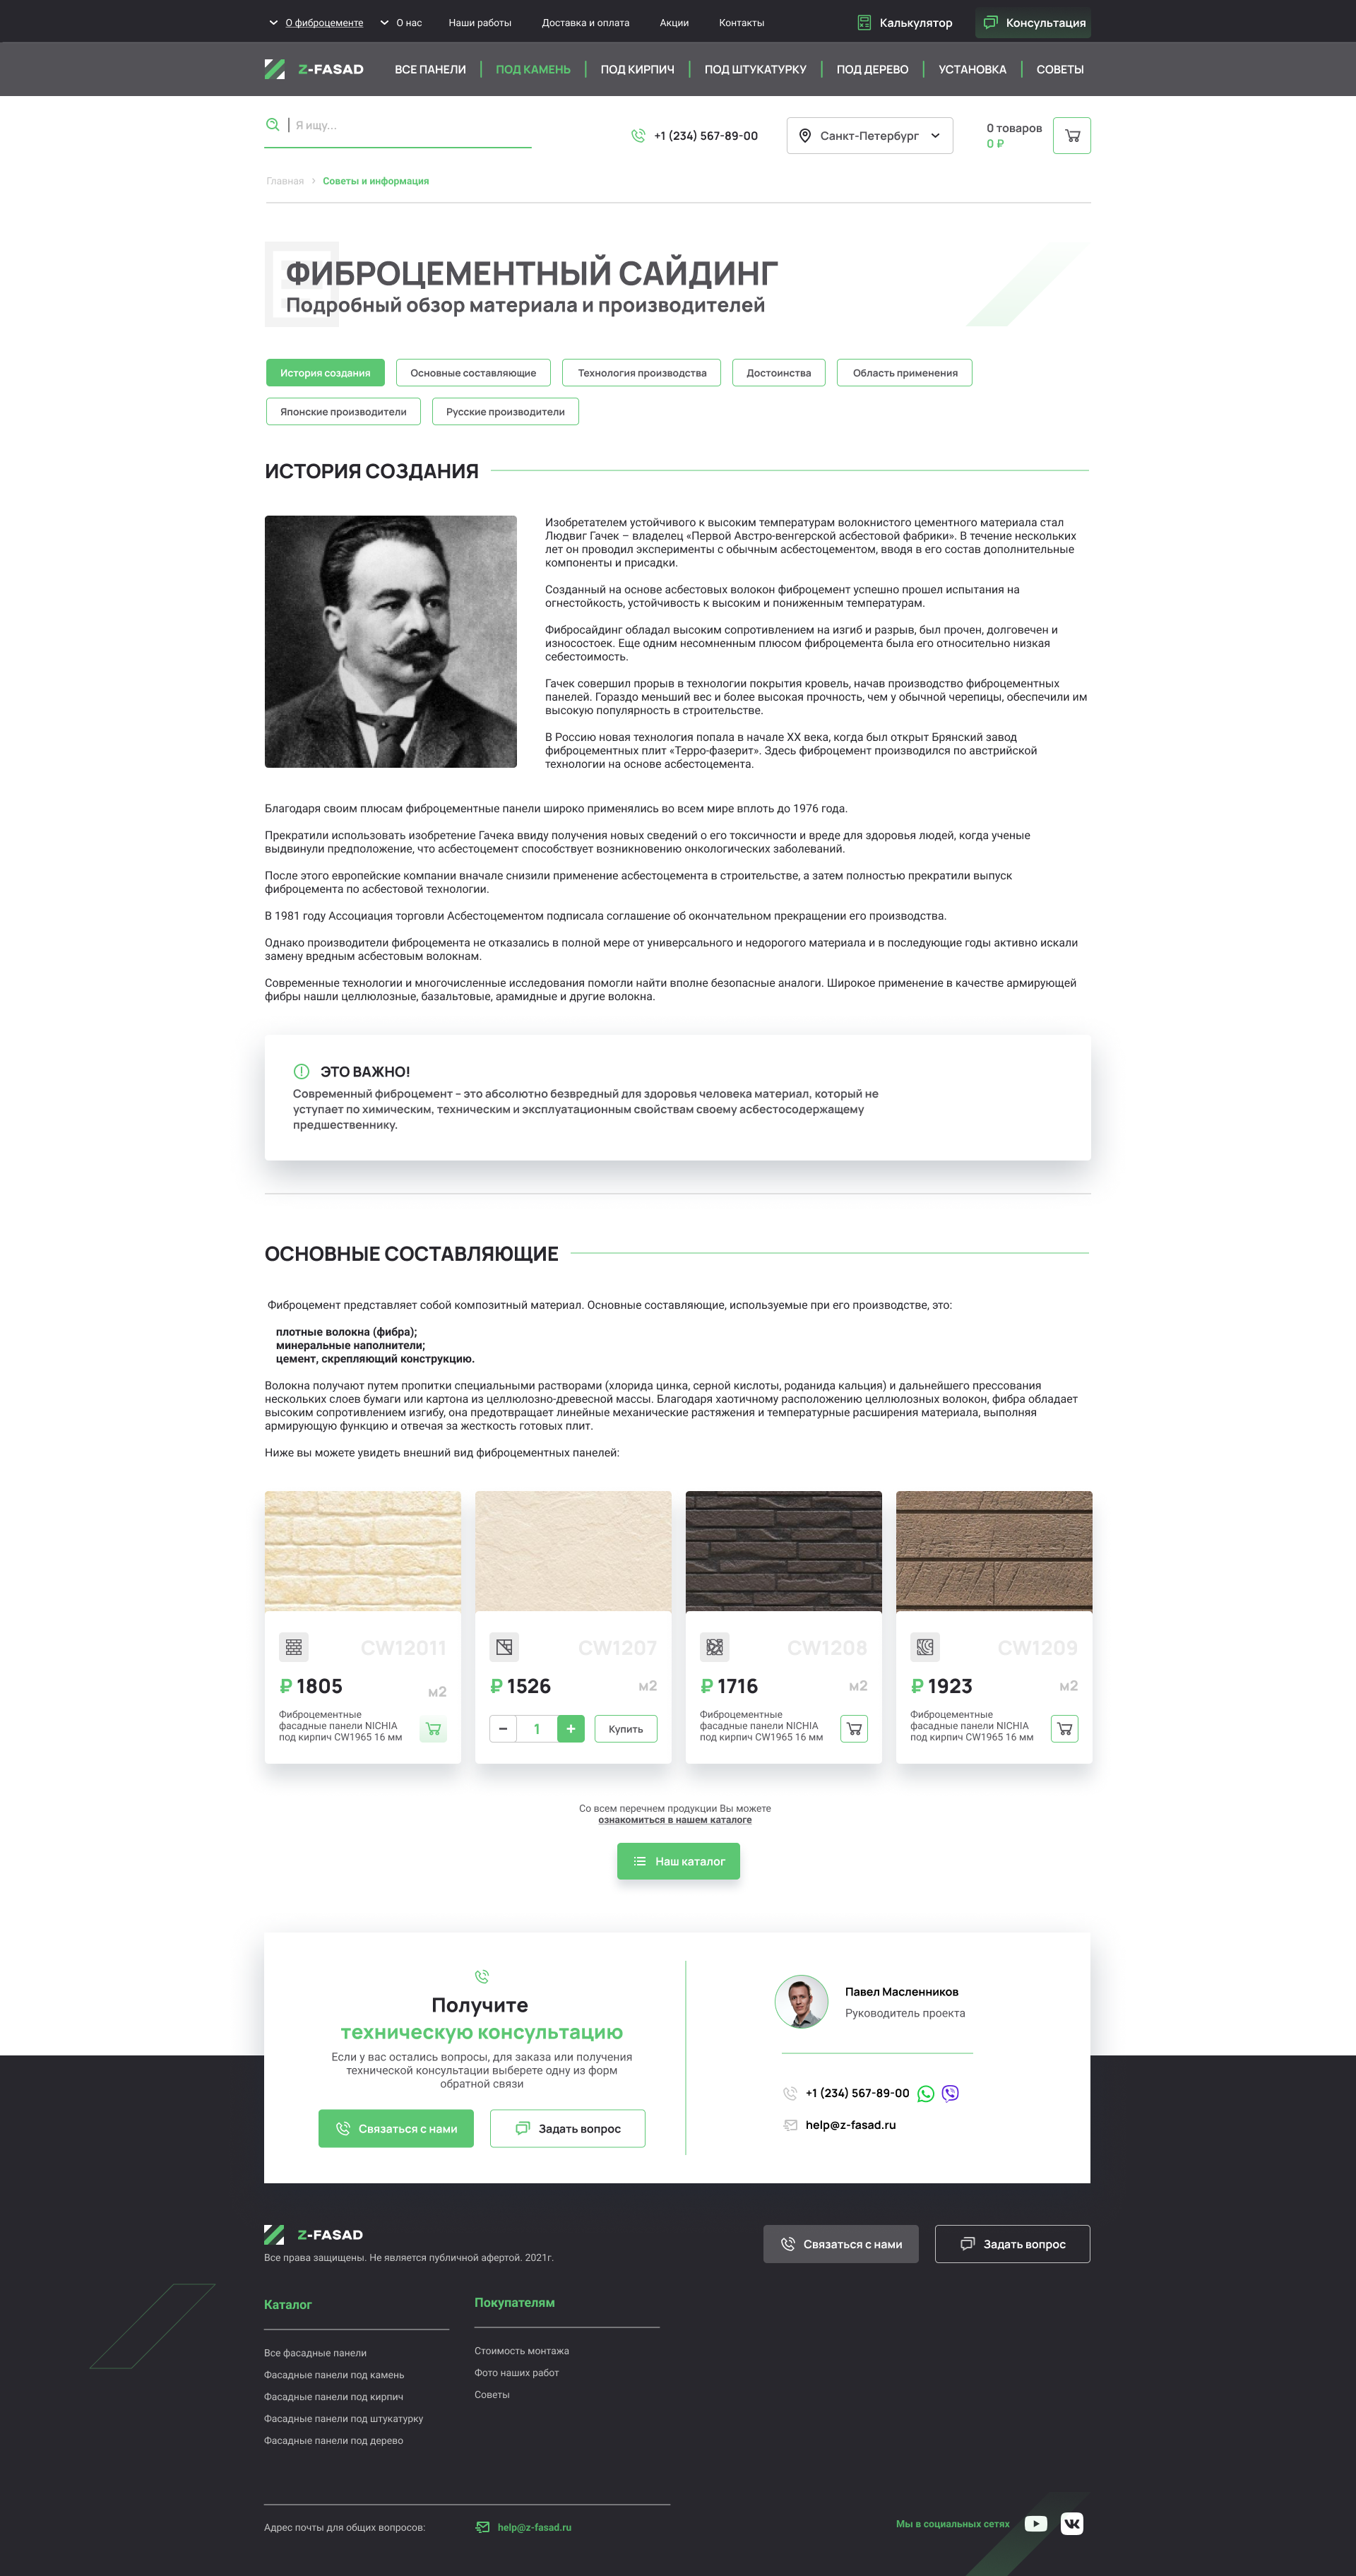 О фиброцементе
О нас
Наши работы
Доставка и оплата
Акции
Контакты
Калькулятор
Консультация
Z-FASAD
ВСЕ ПАНЕЛИ
ПОД КАМЕНЬ
ПОД КИРПИЧ
ПОД ШТУКАТУРКУ
ПОД ДЕРЕВО
УСТАНОВКА
СОВЕТЫ
Я ищу...
+1 (234) 567-89-00
Санкт-Петербург
0 товаров
0 ₽
Главная
Советы и информация
ФИБРОЦЕМЕНТНЫЙ САЙДИНГ
Подробный обзор материала и производителей
История создания
Основные составляющие
Технология производства
Достоинства
Область применения
Японские производители
Русские производители
ИСТОРИЯ СОЗДАНИЯ
Изобретателем устойчивого к высоким температурам волокнистого цементного материала стал
Людвиг Гачек – владелец «Первой Австро-венгерской асбестовой фабрики». В течение нескольких
лет он проводил эксперименты с обычным асбестоцементом, вводя в его состав дополнительные
компоненты и присадки.
Созданный на основе асбестовых волокон фиброцемент успешно прошел испытания на
огнестойкость, устойчивость к высоким и пониженным температурам.
Фибросайдинг обладал высоким сопротивлением на изгиб и разрыв, был прочен, долговечен и
износостоек. Еще одним несомненным плюсом фиброцемента была его относительно низкая
себестоимость.
Гачек совершил прорыв в технологии покрытия кровель, начав производство фиброцементных
панелей. Гораздо меньший вес и более высокая прочность, чем у обычной черепицы, обеспечили им
высокую популярность в строительстве.
В Россию новая технология попала в начале XX века, когда был открыт Брянский завод
фиброцементных плит «Терро-фазерит». Здесь фиброцемент производился по австрийской
технологии на основе асбестоцемента.
Благодаря своим плюсам фиброцементные панели широко применялись во всем мире вплоть до 1976 года.
Прекратили использовать изобретение Гачека ввиду получения новых сведений о его токсичности и вреде для здоровья людей, когда ученые
выдвинули предположение, что асбестоцемент способствует возникновению онкологических заболеваний.
После этого европейские компании вначале снизили применение асбестоцемента в строительстве, а затем полностью прекратили выпуск
фиброцемента по асбестовой технологии.
В 1981 году Ассоциация торговли Асбестоцементом подписала соглашение об окончательном прекращении его производства.
Однако производители фиброцемента не отказались в полной мере от универсального и недорогого материала и в последующие годы активно искали
замену вредным асбестовым волокнам.
Современные технологии и многочисленные исследования помогли найти вполне безопасные аналоги. Широкое применение в качестве армирующей
фибры нашли целлюлозные, базальтовые, арамидные и другие волокна.
ЭТО ВАЖНО!
Современный фиброцемент – это абсолютно безвредный для здоровья человека материал, который не
уступает по химическим, техническим и эксплуатационным свойствам своему асбестосодержащему
предшественнику.
ОСНОВНЫЕ СОСТАВЛЯЮЩИЕ
Фиброцемент представляет собой композитный материал. Основные составляющие, используемые при его производстве, это:
плотные волокна (фибра);
минеральные наполнители;
цемент, скрепляющий конструкцию.
Волокна получают путем пропитки специальными растворами (хлорида цинка, серной кислоты, роданида кальция) и дальнейшего прессования
нескольких слоев бумаги или картона из целлюлозно-древесной массы. Благодаря хаотичному расположению целлюлозных волокон, фибра обладает
высоким сопротивлением изгибу, она предотвращает линейные механические растяжения и температурные расширения материала, выполняя
армирующую функцию и отвечая за жесткость готовых плит.
Ниже вы можете увидеть внешний вид фиброцементных панелей:
CW12011
₽ 1805
м2
Фиброцементные
фасадные панели NICHIA
под кирпич CW1965 16 мм
CW1207
₽ 1526
м2
− 1 +
Купить
CW1208
₽ 1716
м2
Фиброцементные
фасадные панели NICHIA
под кирпич CW1965 16 мм
CW1209
₽ 1923
м2
Фиброцементные
фасадные панели NICHIA
под кирпич CW1965 16 мм
Со всем перечнем продукции Вы можете
ознакомиться в нашем каталоге
Наш каталог
Получите
техническую консультацию
Если у вас остались вопросы, для заказа или получения
технической консультации выберете одну из форм
обратной связи
Связаться с нами
Задать вопрос
Павел Масленников
Руководитель проекта
+1 (234) 567-89-00
help@z-fasad.ru
Z-FASAD
Все права защищены. Не является публичной афертой. 2021г.
Связаться с нами
Задать вопрос
Каталог
Все фасадные панели
Фасадные панели под камень
Фасадные панели под кирпич
Фасадные панели под штукатурку
Фасадные панели под дерево
Покупателям
Стоимость монтажа
Фото наших работ
Советы
Адрес почты для общих вопросов:
help@z-fasad.ru
Мы в социальных сетях